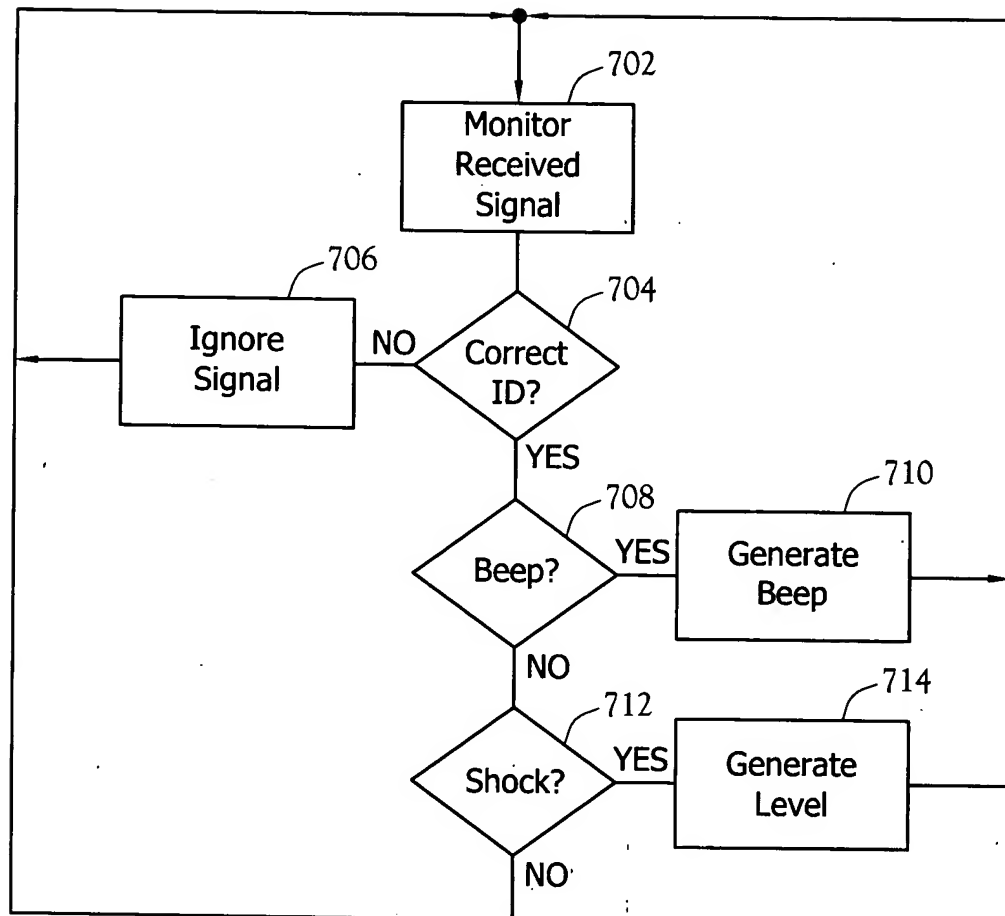 702
Monitor
Received
Signal
706
704
Ignore
Signal
NO
Correct
ID?
YES
708
710
Beep?
YES
Generate
Beep
NO
712
714
Shock?
YES
Generate
Level
NO